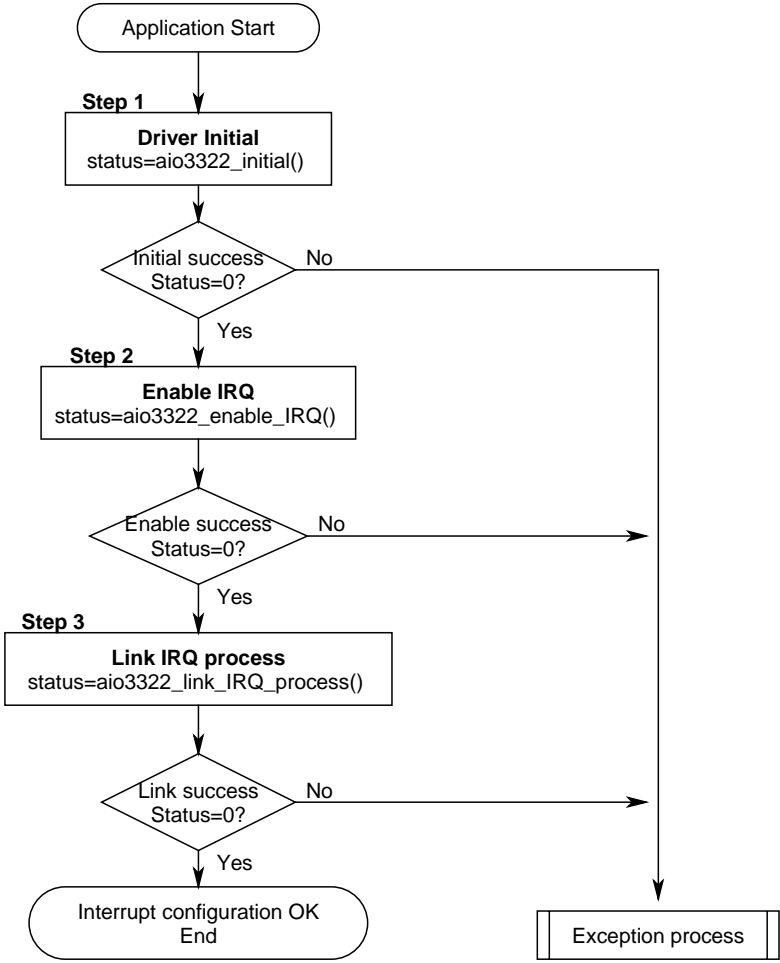 Application Start
Step 1
Driver Initial
status=aio3322_initial()
Initial success
Status=0?
No
Yes
Step 2
Enable IRQ
status=aio3322_enable_IRQ()
Enable success
Status=0?
No
Yes
Step 3
Link IRQ process
status=aio3322_link_IRQ_process()
Link success
Status=0?
No
Yes
Interrupt configuration OK
End
Exception process